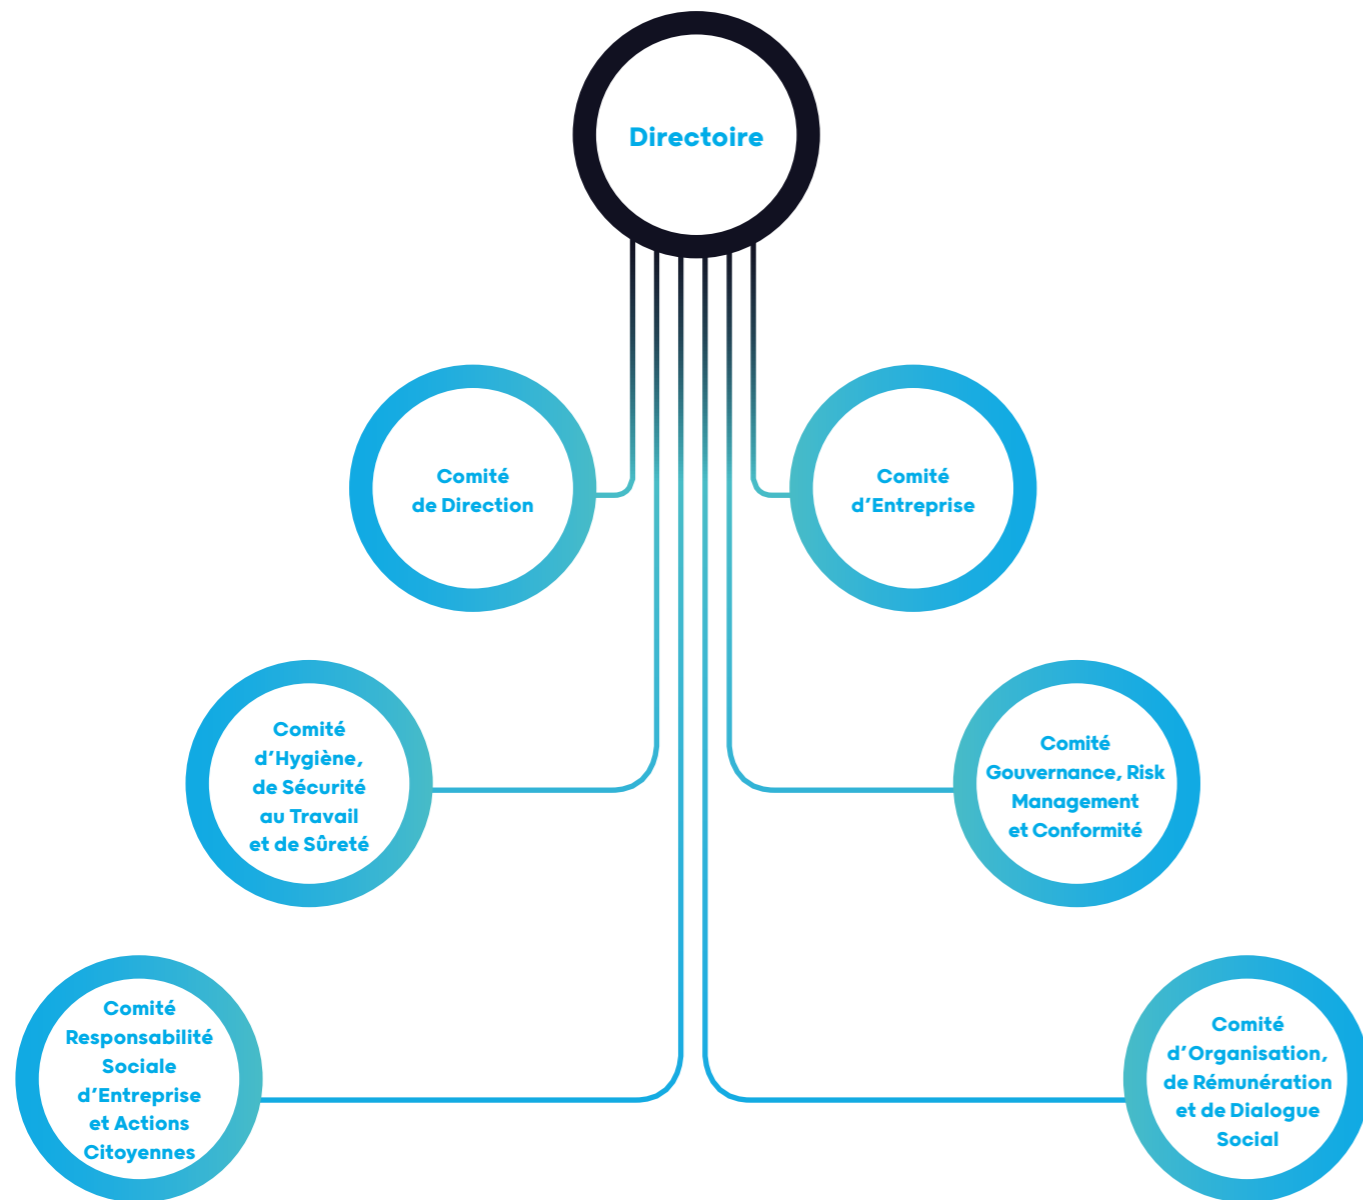 Directoire
Comité
de Direction
Comité
d’Entreprise
Comité
d’Hygiène,
de Sécurité
au Travail
et de Sûreté
Comité
Gouvernance, Risk
Management
et Conformité
Comité
Responsabilité
Sociale
d’Entreprise
et Actions
Citoyennes
Comité
d’Organisation,
de Rémunération
et de Dialogue
Social